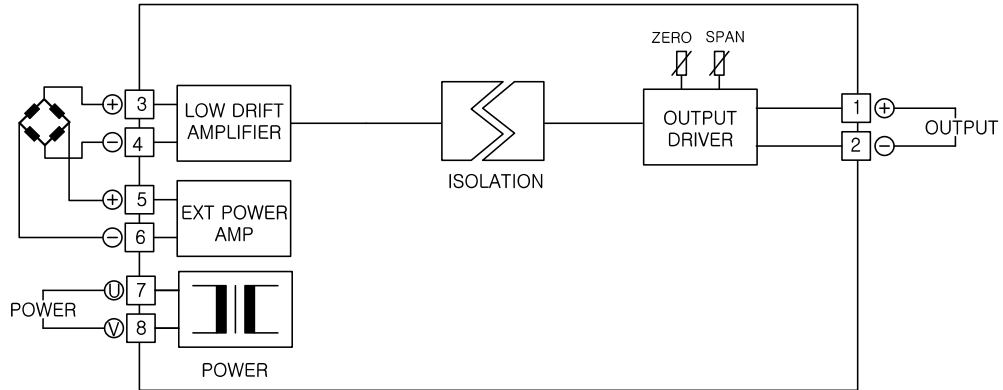 ZERO SPAN
3
LOW DRIFT
AMPLIFIER
4
ISOLATION
OUTPUT
DRIVER
1
2
OUTPUT
5
EXT POWER
AMP
6
POWER
U
7
V
8
POWER